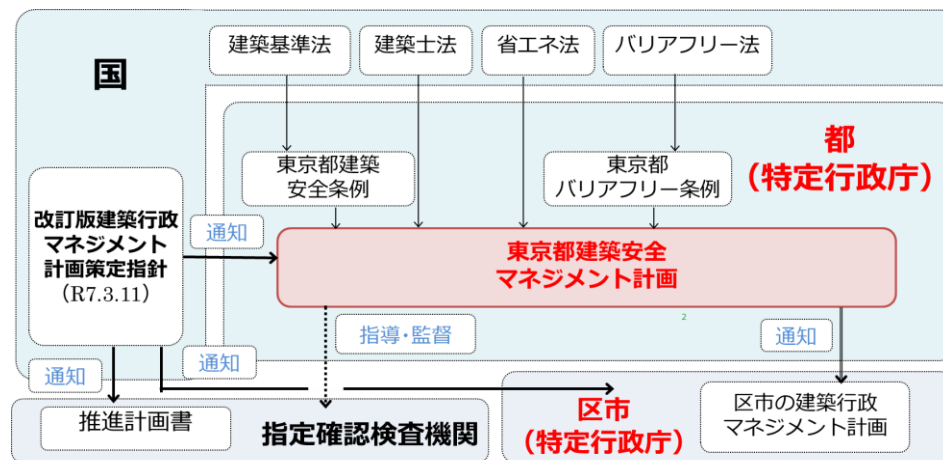 国
建築基準法
建築士法
省エネ法
バリアフリー法
都
（特定行政庁）
東京都建築
安全条例
東京都
バリアフリー条例
改訂版建築行政
マネジメント
計画策定指針
（R7.3.11）
通知
東京都建築安全
マネジメント計画
2
指導･監督
通知
通知
通知
推進計画書
指定確認検査機関
区市
（特定行政庁）
区市の建築行政
マネジメント計画